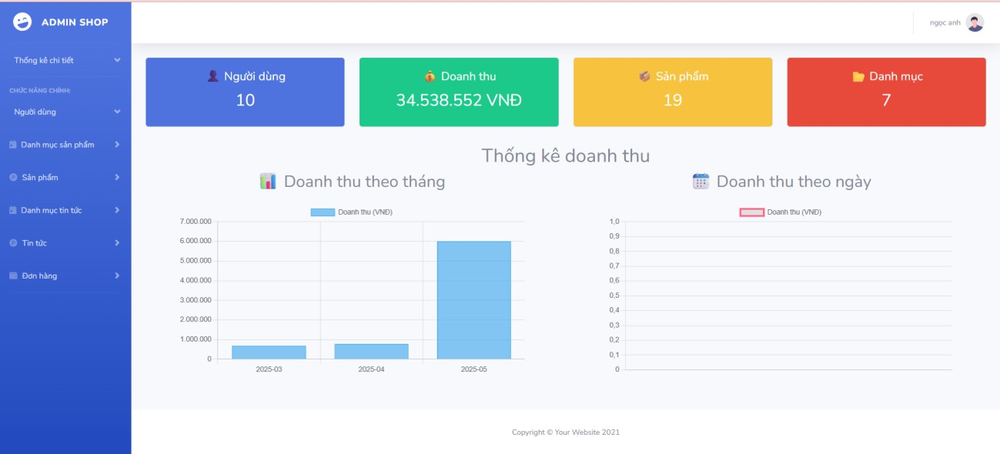 ADMIN SHOP
ngọc anh
Thống kê chi tiết
CHỨC NĂNG CHÍNH:
Người dùng
Danh mục sản phẩm
Sản phẩm
Danh mục tin tức
Tin tức
Đơn hàng
Người dùng
10
Doanh thu
34.538.552 VNĐ
Sản phẩm
19
Danh mục
7
Thống kê doanh thu
Doanh thu theo tháng
Doanh thu (VNĐ)
7.000.000
6.000.000
5.000.000
4.000.000
3.000.000
2.000.000
1.000.000
0
2025-03 2025-04 2025-05
Doanh thu theo ngày
Doanh thu (VNĐ)
1,0
0,9
0,8
0,7
0,6
0,5
0,4
0,3
0,2
0,1
0
Copyright © Your Website 2021